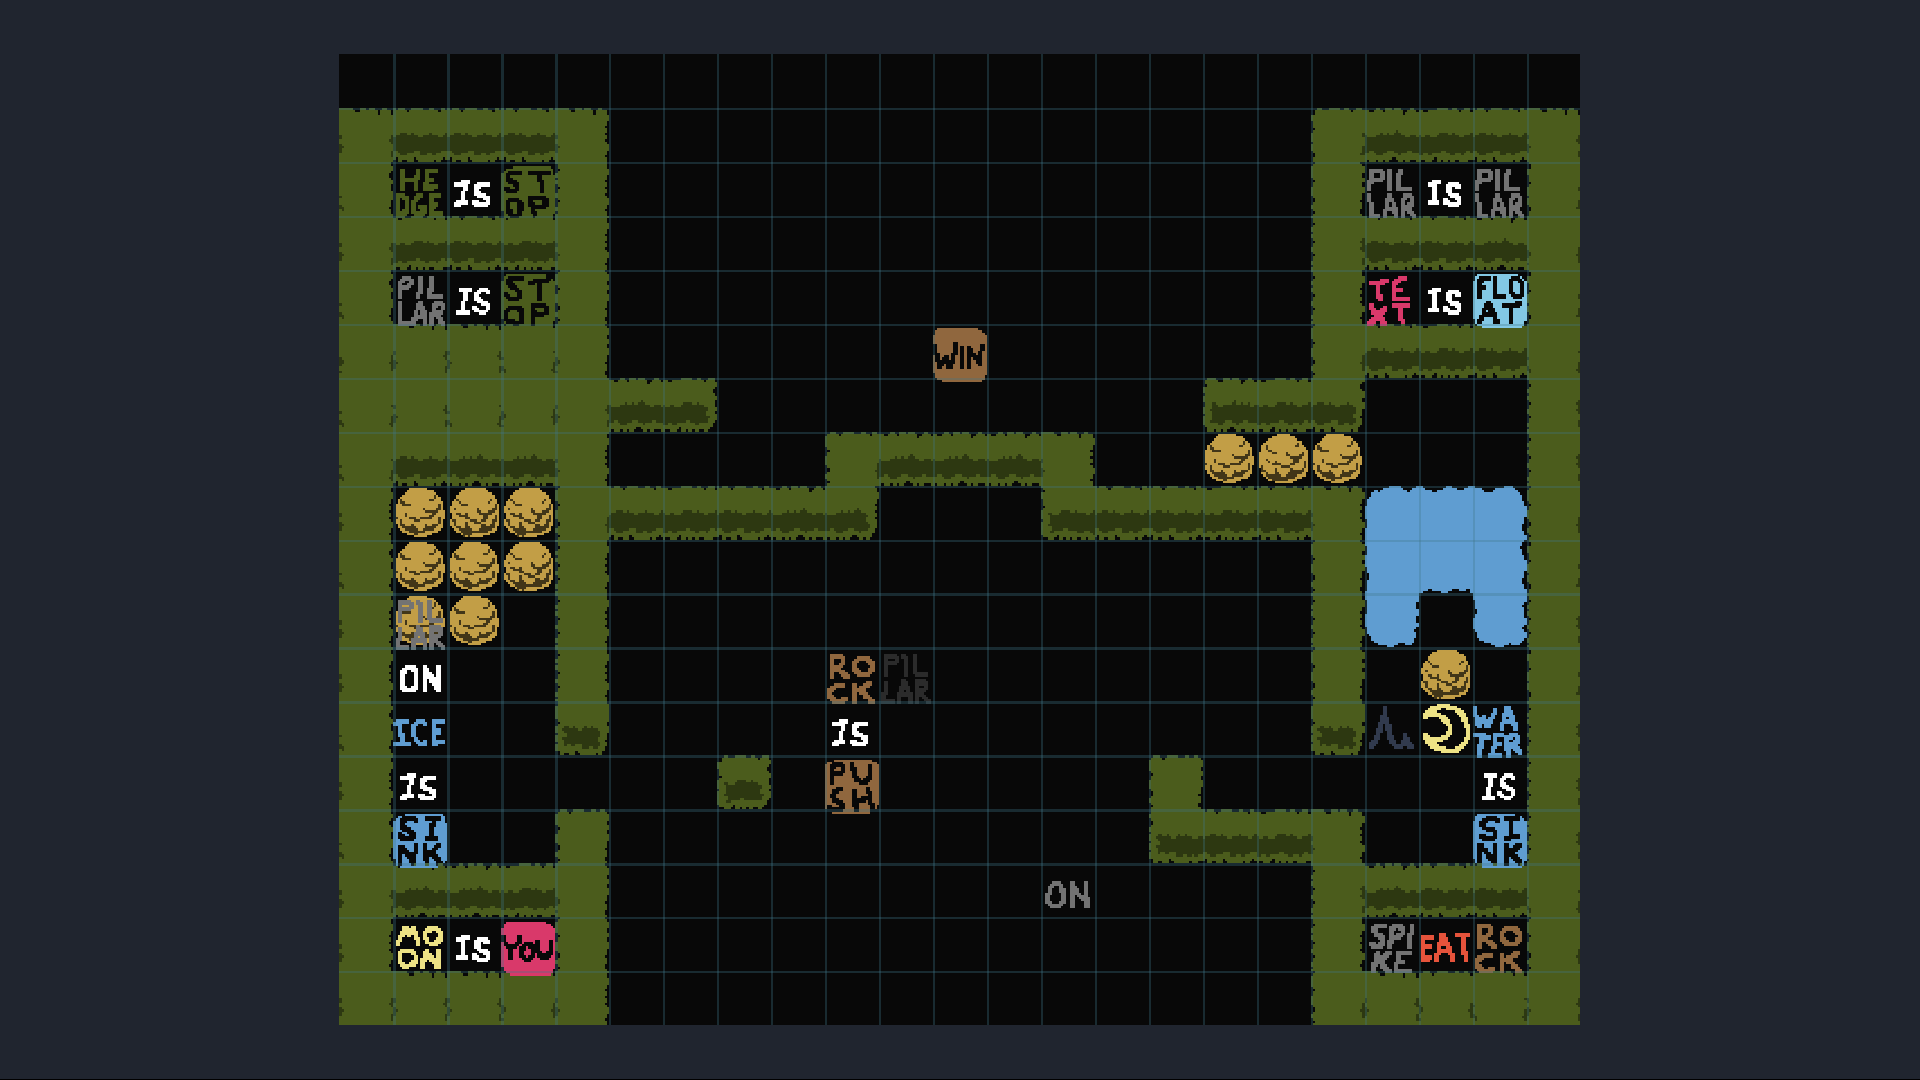 HEDGE IS STOP
PILLAR IS PILLAR
PILLAR IS STOP
TEXT IS FLOAT
WIN
PILLAR
ON
ICE
IS
SINK
ROCK PILLAR
IS
PUSH
WATER
IS
SINK
ON
MOON IS YOU
SPIKE EAT ROCK